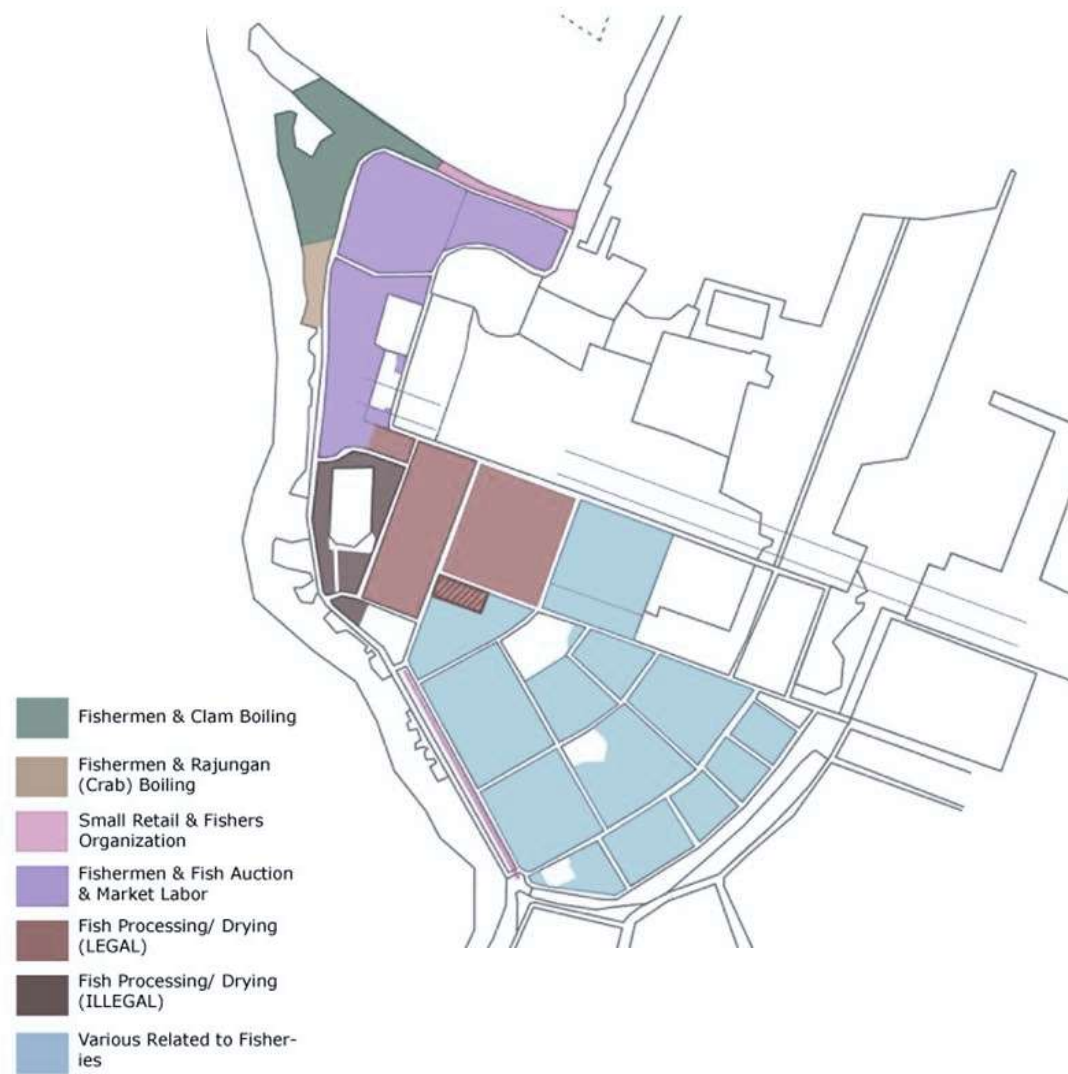 Fishermen & Clam Boiling
Fishermen & Rajungan
(Crab) Boiling
Small Retail & Fishers
Organization
Fishermen & Fish Auction
& Market Labor
Fish Processing/ Drying
(LEGAL)
Fish Processing/ Drying
(ILLEGAL)
Various Related to Fisher-
ies